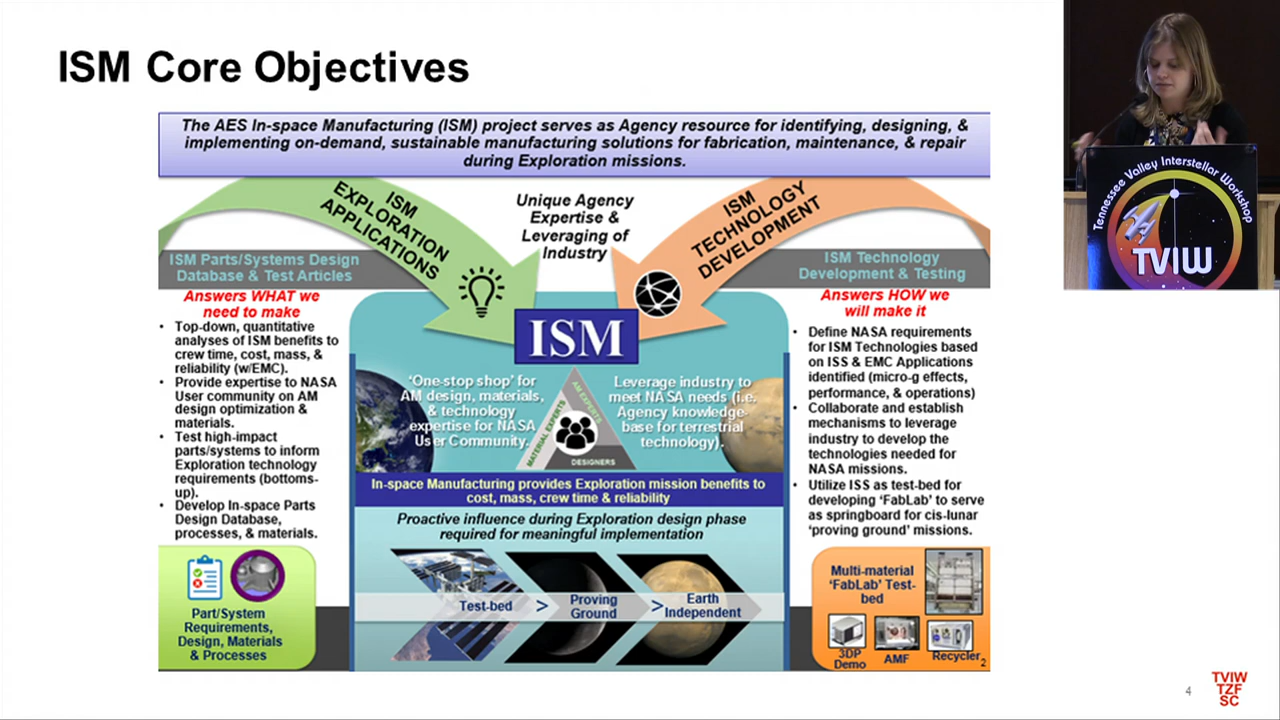 ISM Core Objectives
The AES In-space Manufacturing (ISM) project serves as Agency resource for identifying, designing, &
implementing on-demand, sustainable manufacturing solutions for fabrication, maintenance, & repair
during Exploration missions.
ISM
EXPLORATION
APPLICATIONS
Unique Agency
Expertise &
Leveraging of
Industry
ISM
TECHNOLOGY
DEVELOPMENT
ISM Parts/Systems Design
Database & Test Articles
Answers WHAT we
need to make
• Top-down, quantitative
analyses of ISM benefits to
crew time, cost, mass, &
reliability (w/EMC).
• Provide expertise to NASA
User community on AM
design optimization &
materials.
• Test high-impact
parts/systems to inform
Exploration technology
requirements (bottoms-
up).
• Develop In-space Parts
Design Database,
processes, & materials.
Part/System
Requirements,
Design, Materials
& Processes
ISM
'One-stop shop' for
AM design, materials,
& technology
expertise for NASA
User Community.
MATERIAL EXPERTS
AM EXPERTS
DESIGNERS
Leverage industry to
meet NASA needs (i.e.
Agency knowledge-
base for terrestrial
technology).
In-space Manufacturing provides Exploration mission benefits to
cost, mass, crew time & reliability
Proactive influence during Exploration design phase
required for meaningful implementation
Test-bed
>
Proving
Ground
>
Earth
Independent
ISM Technology
Development & Testing
Answers HOW we
will make it
• Define NASA requirements
for ISM Technologies based
on ISS & EMC Applications
identified (micro-g effects,
performance, & operations)
• Collaborate and establish
mechanisms to leverage
industry to develop the
technologies needed for
NASA missions.
• Utilize ISS as test-bed for
developing 'FabLab' to serve
as springboard for cis-lunar
'proving ground' missions.
Multi-material
'FabLab' Test-
bed
3DP
Demo
AMF
Recycler
2
Tennessee Valley Interstellar Workshop
TVIW
4
TVIW
TZF
SC